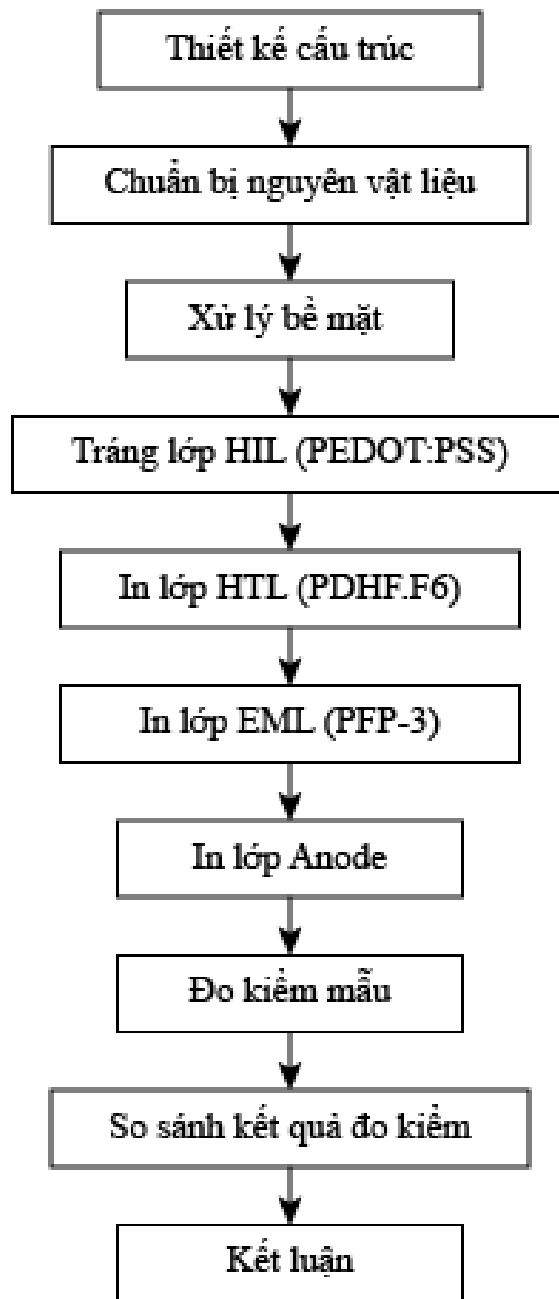 Thiết kế cấu trúc
Chuẩn bị nguyên vật liệu
Xử lý bề mặt
Tráng lớp HIL (PEDOT:PSS)
In lớp HTL (PDHF.F6)
In lớp EML (PFP-3)
In lớp Anode
Đo kiểm mẫu
So sánh kết quả đo kiểm
Kết luận